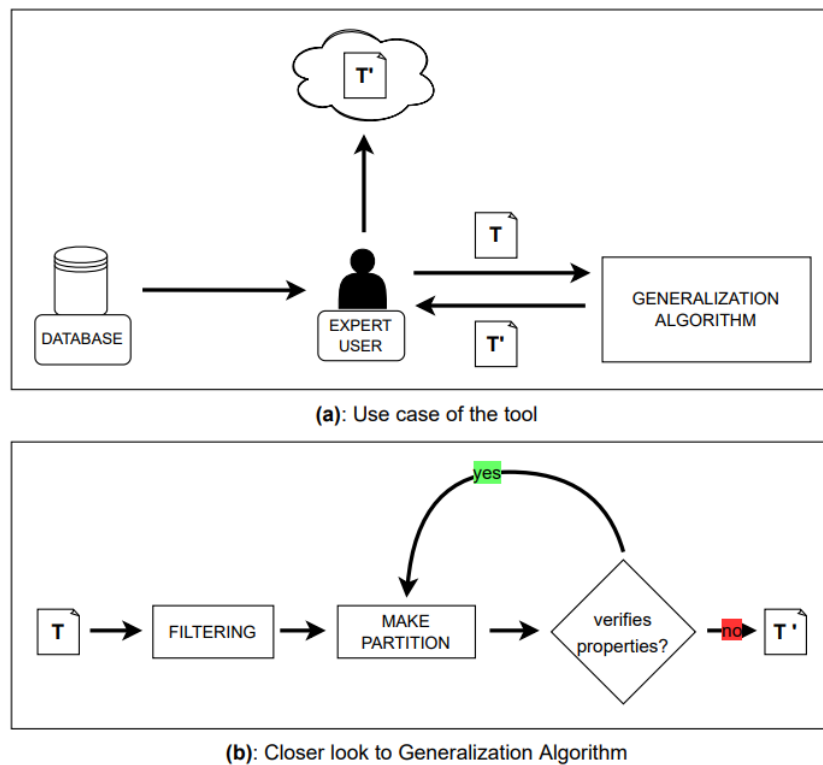 T'
T
DATABASE
EXPERT
USER
T'
GENERALIZATION
ALGORITHM
(a): Use case of the tool
yes
T
FILTERING
MAKE
PARTITION
verifies
properties?
no
T '
(b): Closer look to Generalization Algorithm